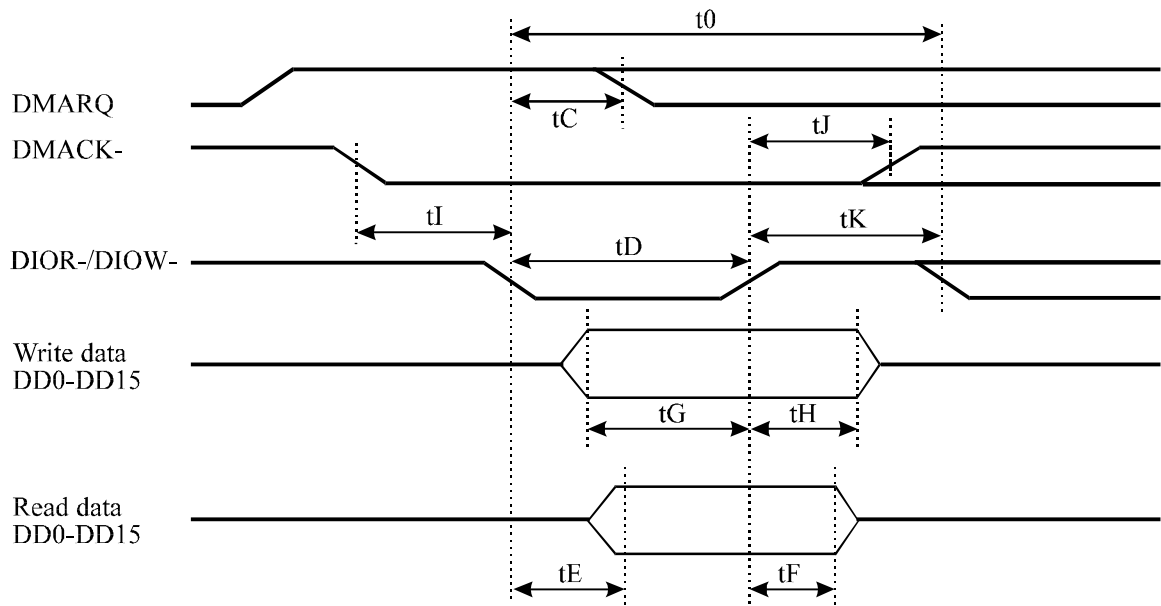 t0
DMARQ
tC
DMACK-
tJ
tI
tK
DIOR-/DIOW-
tD
Write data
DD0-DD15
tG
tH
Read data
DD0-DD15
tE
tF